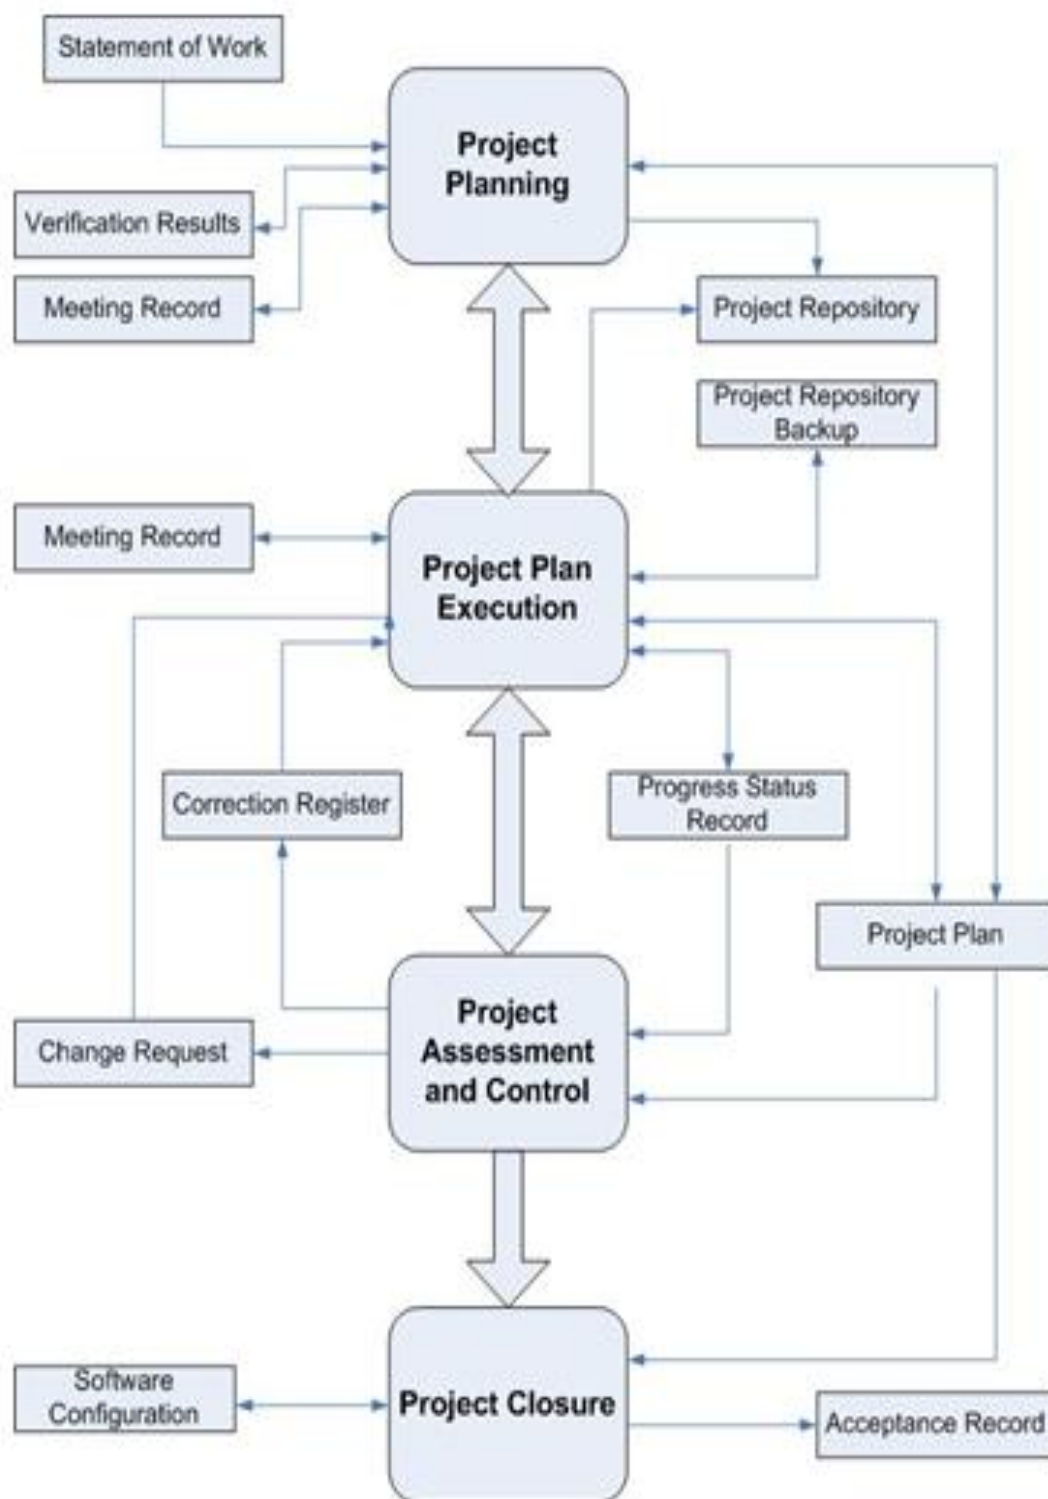 Statement of Work
Project
Planning
Verification Results
Meeting Record
Project Repository
Project Repository
Backup
Meeting Record
Project Plan
Execution
Correction Register
Progress Status
Record
Project Plan
Project
Assessment
and Control
Change Request
Software
Configuration
Project Closure
Acceptance Record